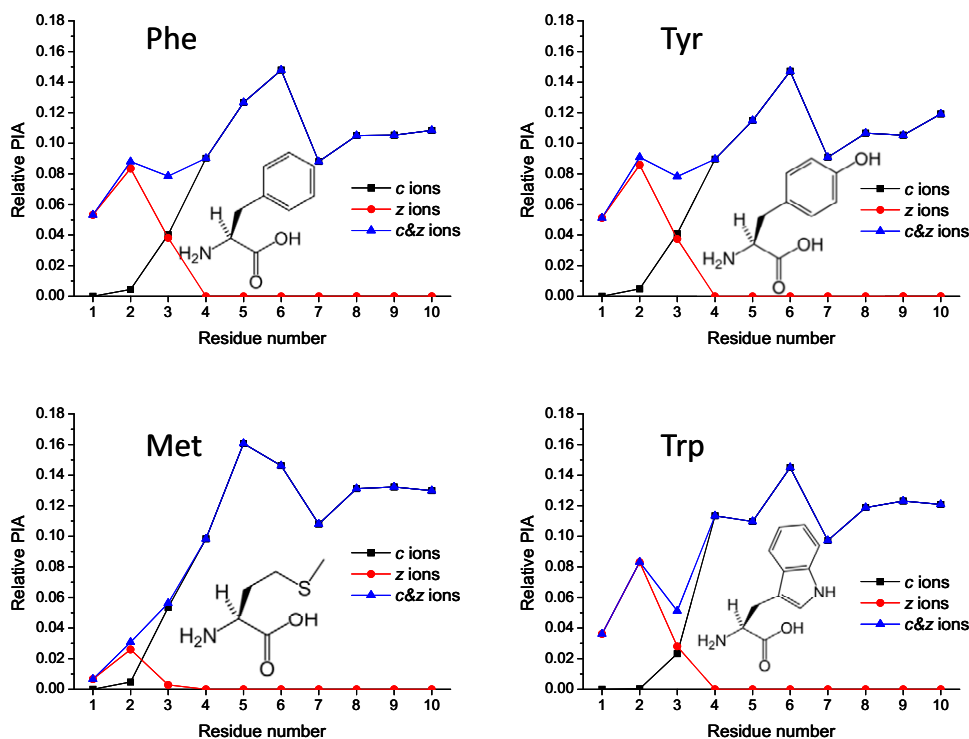 Phe
Relative PIA
0.18
0.16
0.14
0.12
0.10
0.08
0.06
0.04
0.02
0.00
1 2 3 4 5 6 7 8 9 10
Residue number
c ions
z ions
c&z ions
H
H₂N
OH
O
Tyr
Relative PIA
0.18
0.16
0.14
0.12
0.10
0.08
0.06
0.04
0.02
0.00
1 2 3 4 5 6 7 8 9 10
Residue number
c ions
z ions
c&z ions
OH
H
H₂N
OH
O
Met
Relative PIA
0.18
0.16
0.14
0.12
0.10
0.08
0.06
0.04
0.02
0.00
1 2 3 4 5 6 7 8 9 10
Residue number
c ions
z ions
c&z ions
S
H
H₂N
OH
O
Trp
Relative PIA
0.18
0.16
0.14
0.12
0.10
0.08
0.06
0.04
0.02
0.00
1 2 3 4 5 6 7 8 9 10
Residue number
c ions
z ions
c&z ions
NH
H
H₂N
OH
O